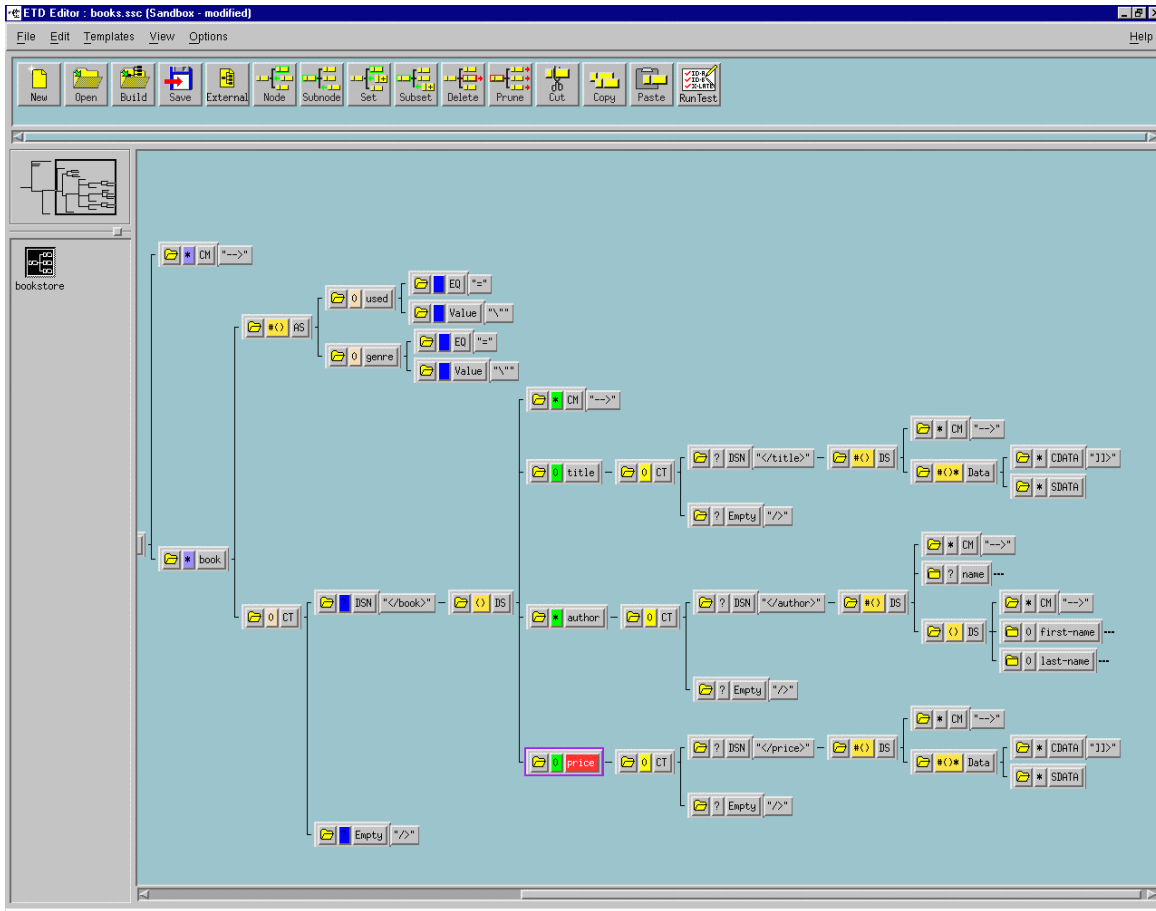 ETD Editor : books.ssc (Sandbox - modified)
File Edit Templates View Options Help
New Open Build Save External Node Subnode Set Subset Delete Prune Cut Copy Paste RunTest
bookstore
* CM "-->"
#() AS
0 used
EQ "="
Value "\""
0 genre
EQ "="
Value "\""
* book
0 CT
? DSN "</book>" () DS
* CM "-->"
0 title 0 CT
? DSN "</title>" #() DS
* CM "-->"
#()* Data
* CDATA "]]>"
* SDATA
? Empty "/>"
* author 0 CT
? DSN "</author>" #() DS
* CM "-->"
? name ---
() DS
* CM "-->"
0 first-name ---
0 last-name ---
? Empty "/>"
0 price 0 CT
? DSN "</price>" #() DS
* CM "-->"
#()* Data
* CDATA "]]>"
* SDATA
? Empty "/>"
? Empty "/>"